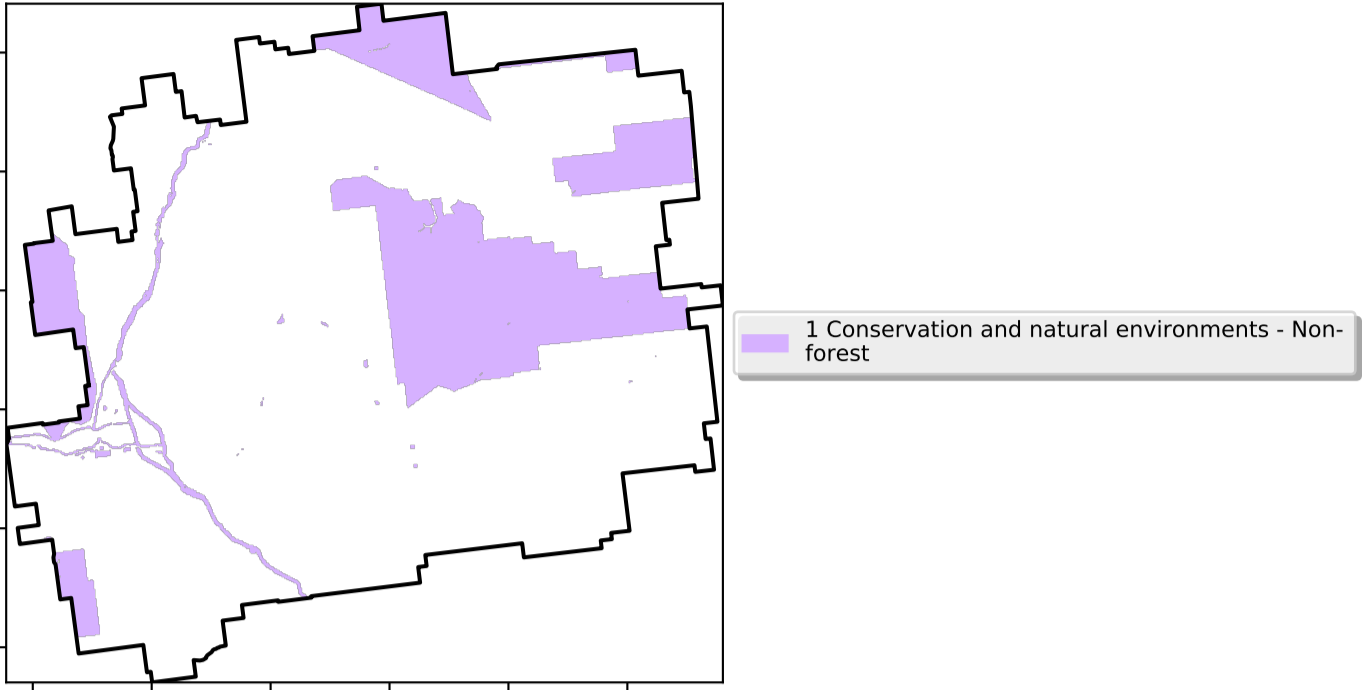 1 Conservation and natural environments - Non-
forest